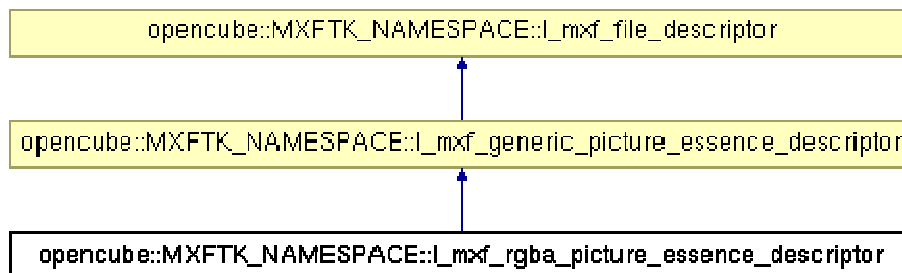 opencube::MXFTK_NAMESPACE::I_mxf_file_descriptor
opencube::MXFTK_NAMESPACE::I_mxf_generic_picture_essence_descriptor
opencube::MXFTK_NAMESPACE::I_mxf_rgba_picture_essence_descriptor